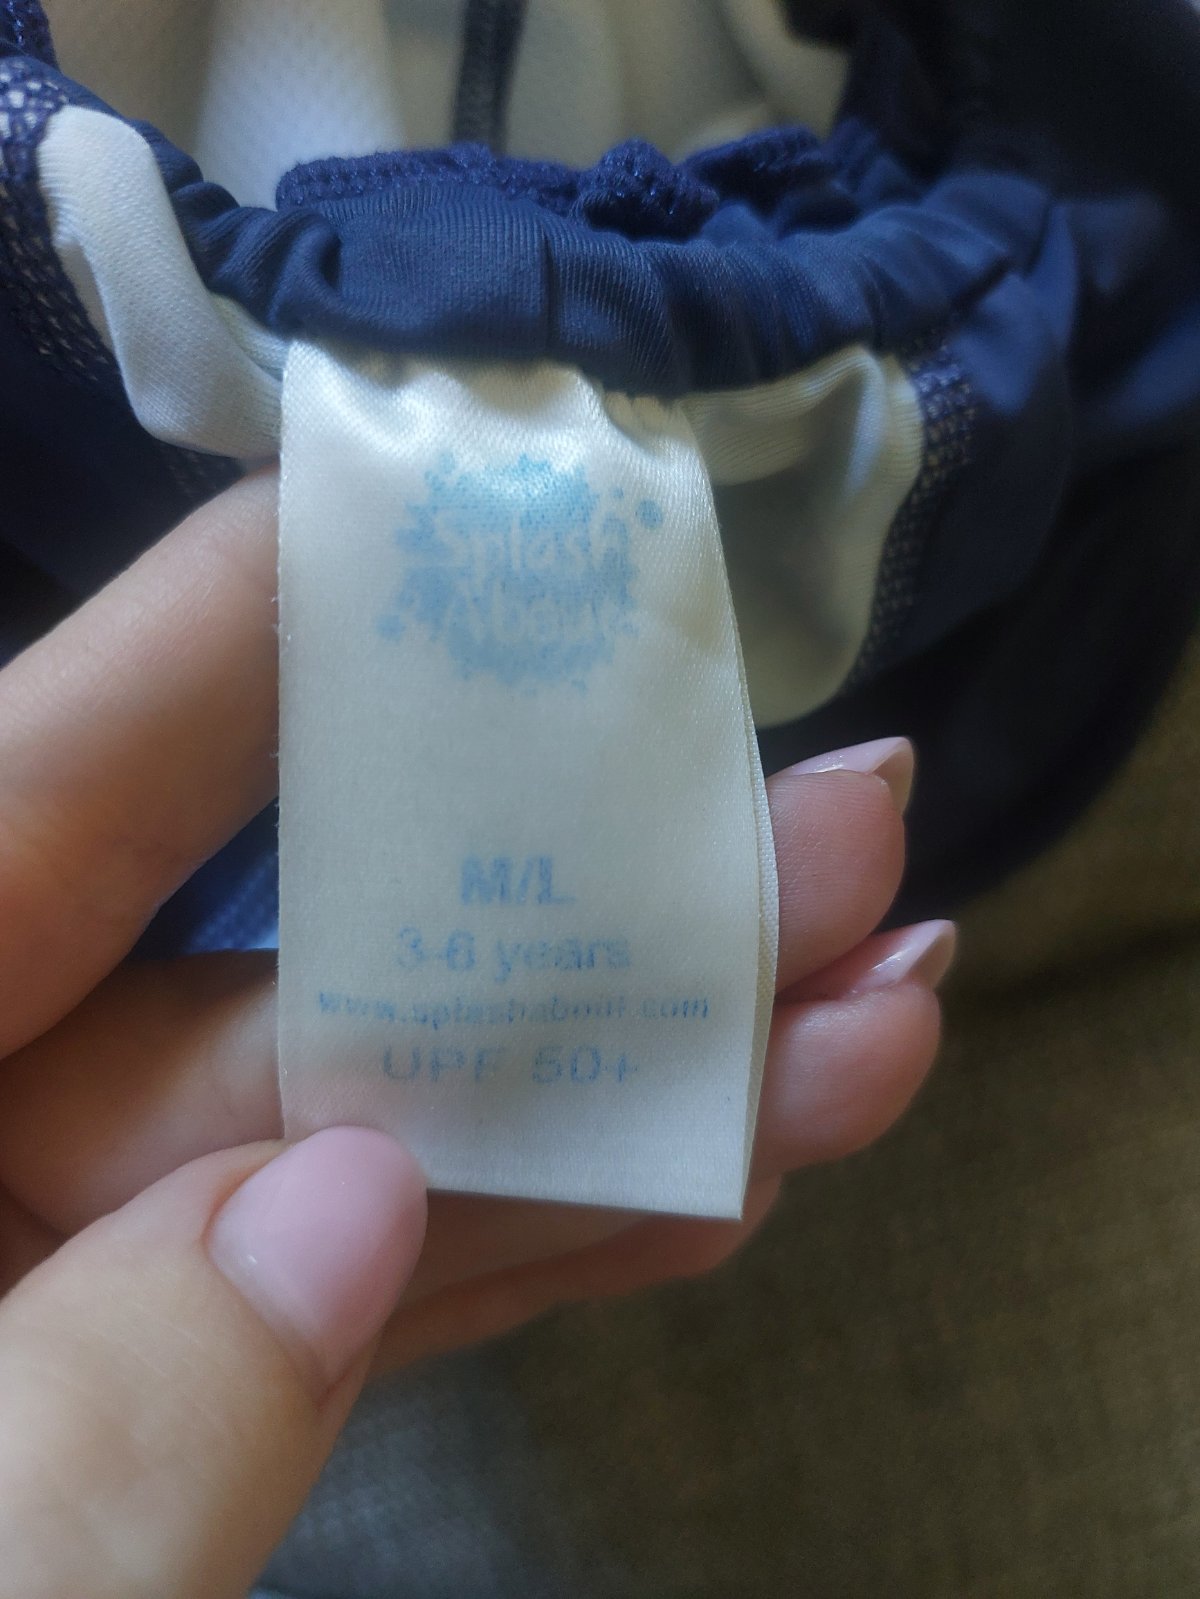 Splash
About
M/L
3-6 years
www.splashabout.com
UPF 50+